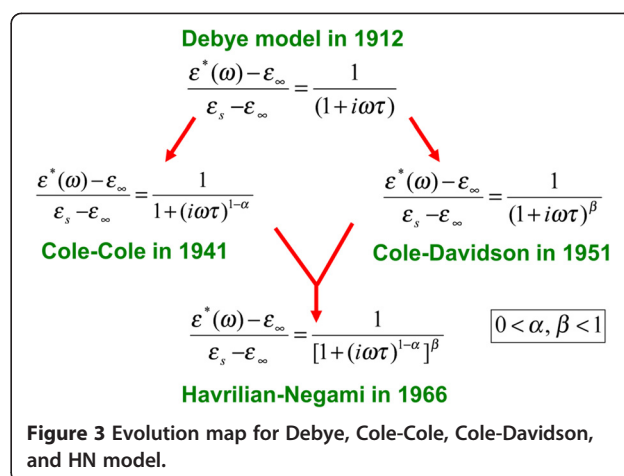 Debye model in 1912
ε*(ω) − ε∞ / εs − ε∞ = 1 / (1 + iωτ)
ε*(ω) − ε∞ / εs − ε∞ = 1 / 1 + (iωτ)^1−α
Cole-Cole in 1941
ε*(ω) − ε∞ / εs − ε∞ = 1 / (1 + iωτ)^β
Cole-Davidson in 1951
ε*(ω) − ε∞ / εs − ε∞ = 1 / [1 + (iωτ)^1−α]^β
0 < α, β < 1
Havrilian-Negami in 1966
Figure 3 Evolution map for Debye, Cole-Cole, Cole-Davidson,
and HN model.